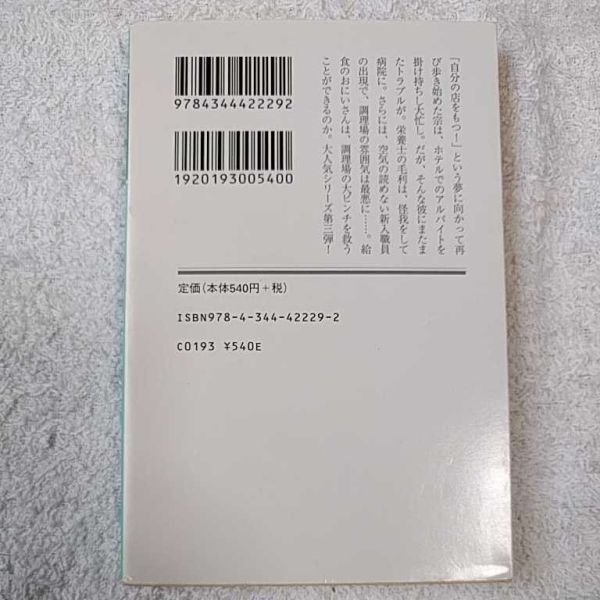 9784344422292
1920193005400
「自分の店をもつ!」という夢に向かって再
び歩き始めた宗は、ホテルでのアルバイトを
掛け持ちし大忙し。だが、そんな彼にまたま
たトラブルが。栄養士の毛利は、怪我をして
病院に。さらには、空気の読めない新入職員
の出現で、調理場の雰囲気は最悪に……。給
食のおにいさんは、調理場の大ピンチを救う
ことができるのか。大人気シリーズ第三弾!
定価(本体540円+税)
ISBN978-4-344-42229-2
C0193 ¥540E